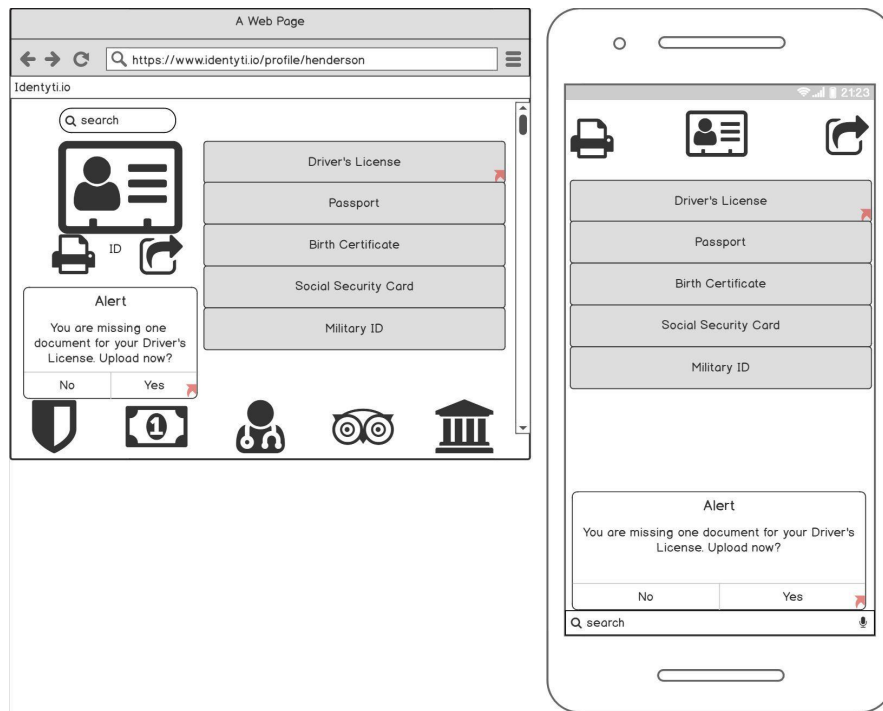 A Web Page
https://www.identyti.io/profile/henderson
Identyti.io
search
Driver's License
Passport
Birth Certificate
Social Security Card
Military ID
ID
Alert
You are missing one
document for your Driver's
License. Upload now?
No Yes
1
21:23
Driver's License
Passport
Birth Certificate
Social Security Card
Military ID
Alert
You are missing one document for your Driver's
License. Upload now?
No Yes
search